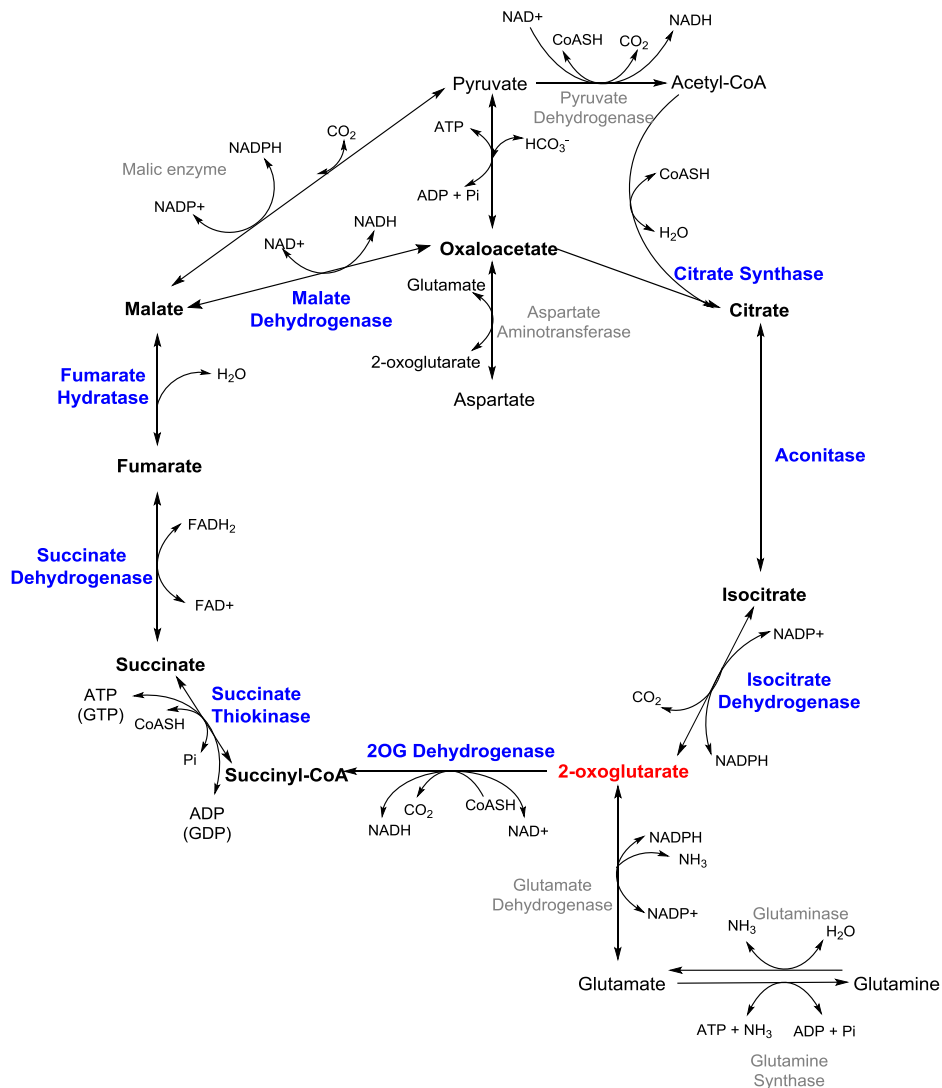 NAD+
CoASH
CO2
NADH
Pyruvate
Acetyl-CoA
Pyruvate
Dehydrogenase
ATP
HCO3-
CO2
NADPH
Malic enzyme
CoASH
ADP + Pi
NADP+
NADH
NAD+
H2O
Oxaloacetate
Citrate Synthase
Glutamate
Malate
Malate
Dehydrogenase
Aspartate
Aminotransferase
Citrate
2-oxoglutarate
Fumarate
Hydratase
H2O
Aspartate
Aconitase
Fumarate
FADH2
Succinate
Dehydrogenase
FAD+
Isocitrate
NADP+
Succinate
ATP
(GTP)
CoASH
Succinate
Thiokinase
CO2
Isocitrate
Dehydrogenase
Pi
2OG Dehydrogenase
NADPH
Succinyl-CoA
2-oxoglutarate
ADP
(GDP)
NADH
CO2
CoASH
NAD+
NADPH
NH3
Glutamate
Dehydrogenase
NADP+
Glutaminase
NH3
H2O
Glutamate
Glutamine
ATP + NH3
ADP + Pi
Glutamine
Synthase